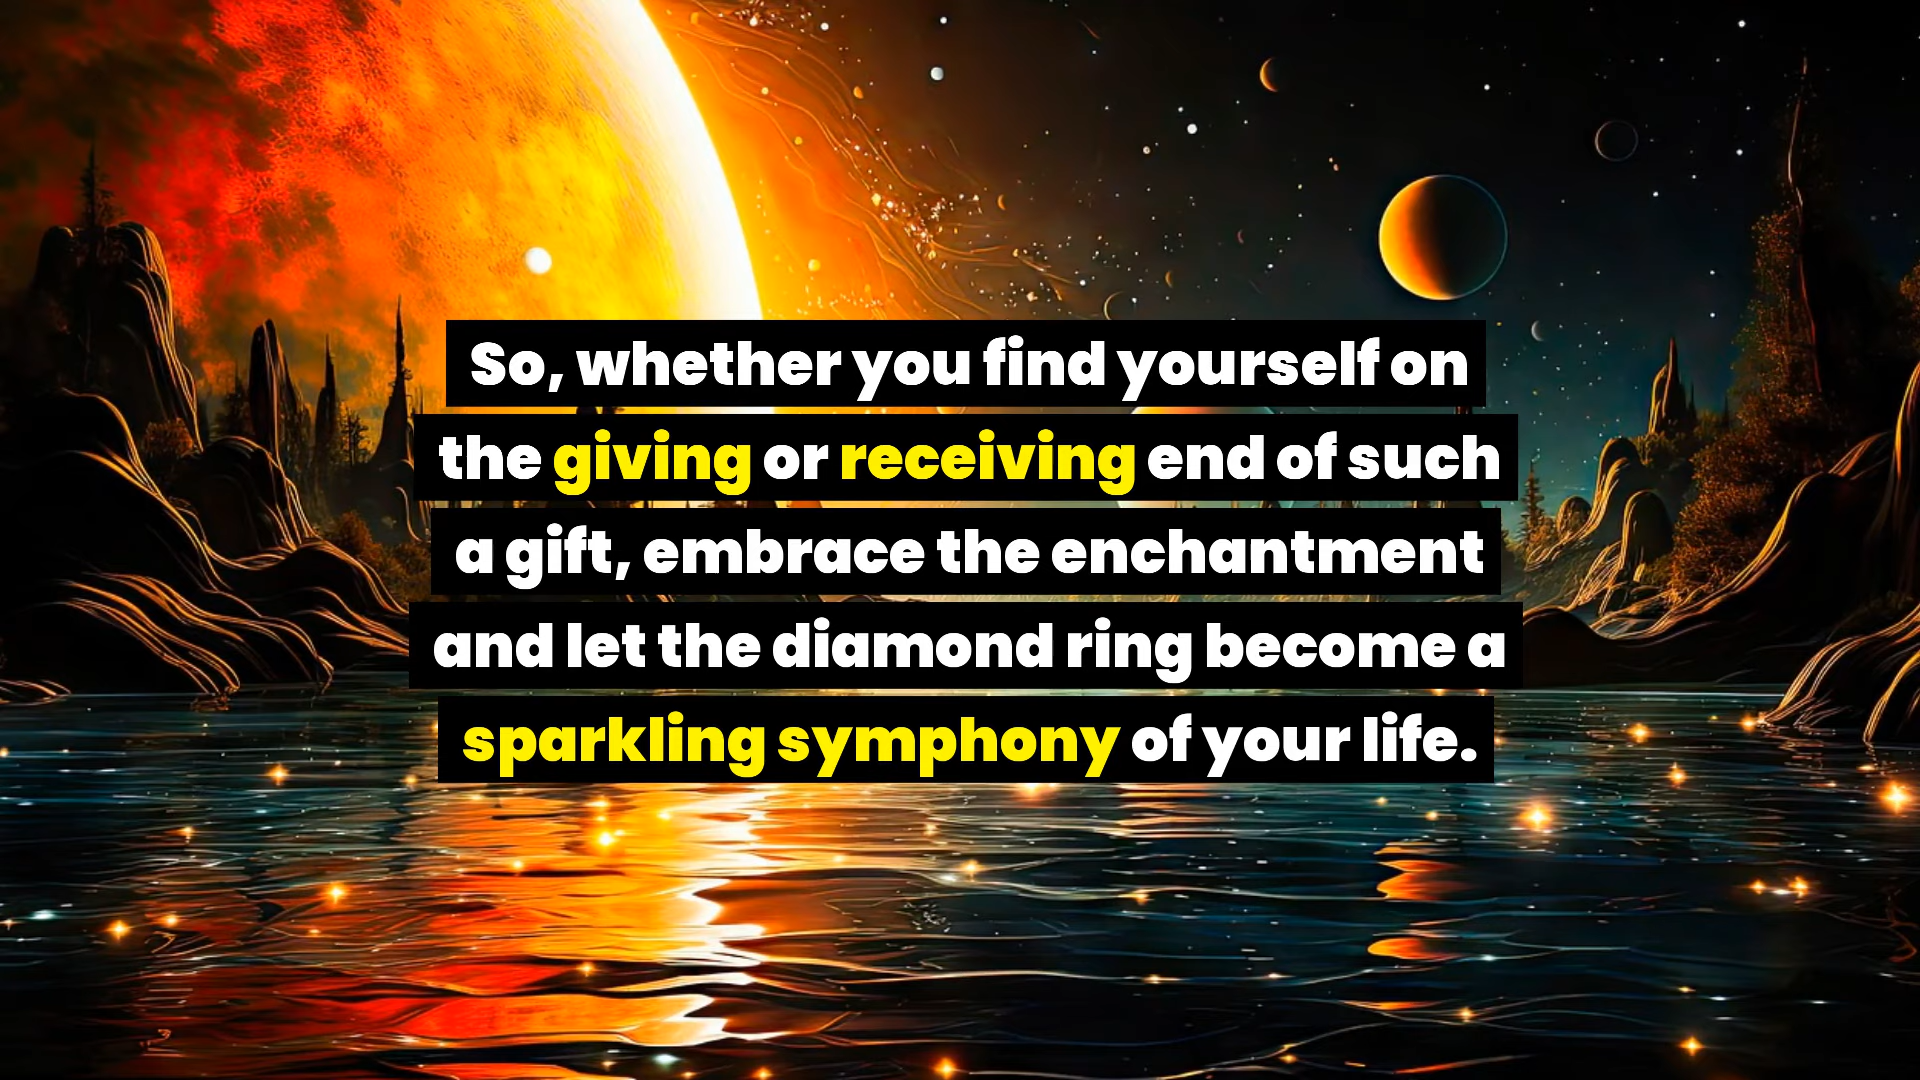 So, whether you find yourself on
the giving or receiving end of such
a gift, embrace the enchantment
and let the diamond ring become a
sparkling symphony of your life.